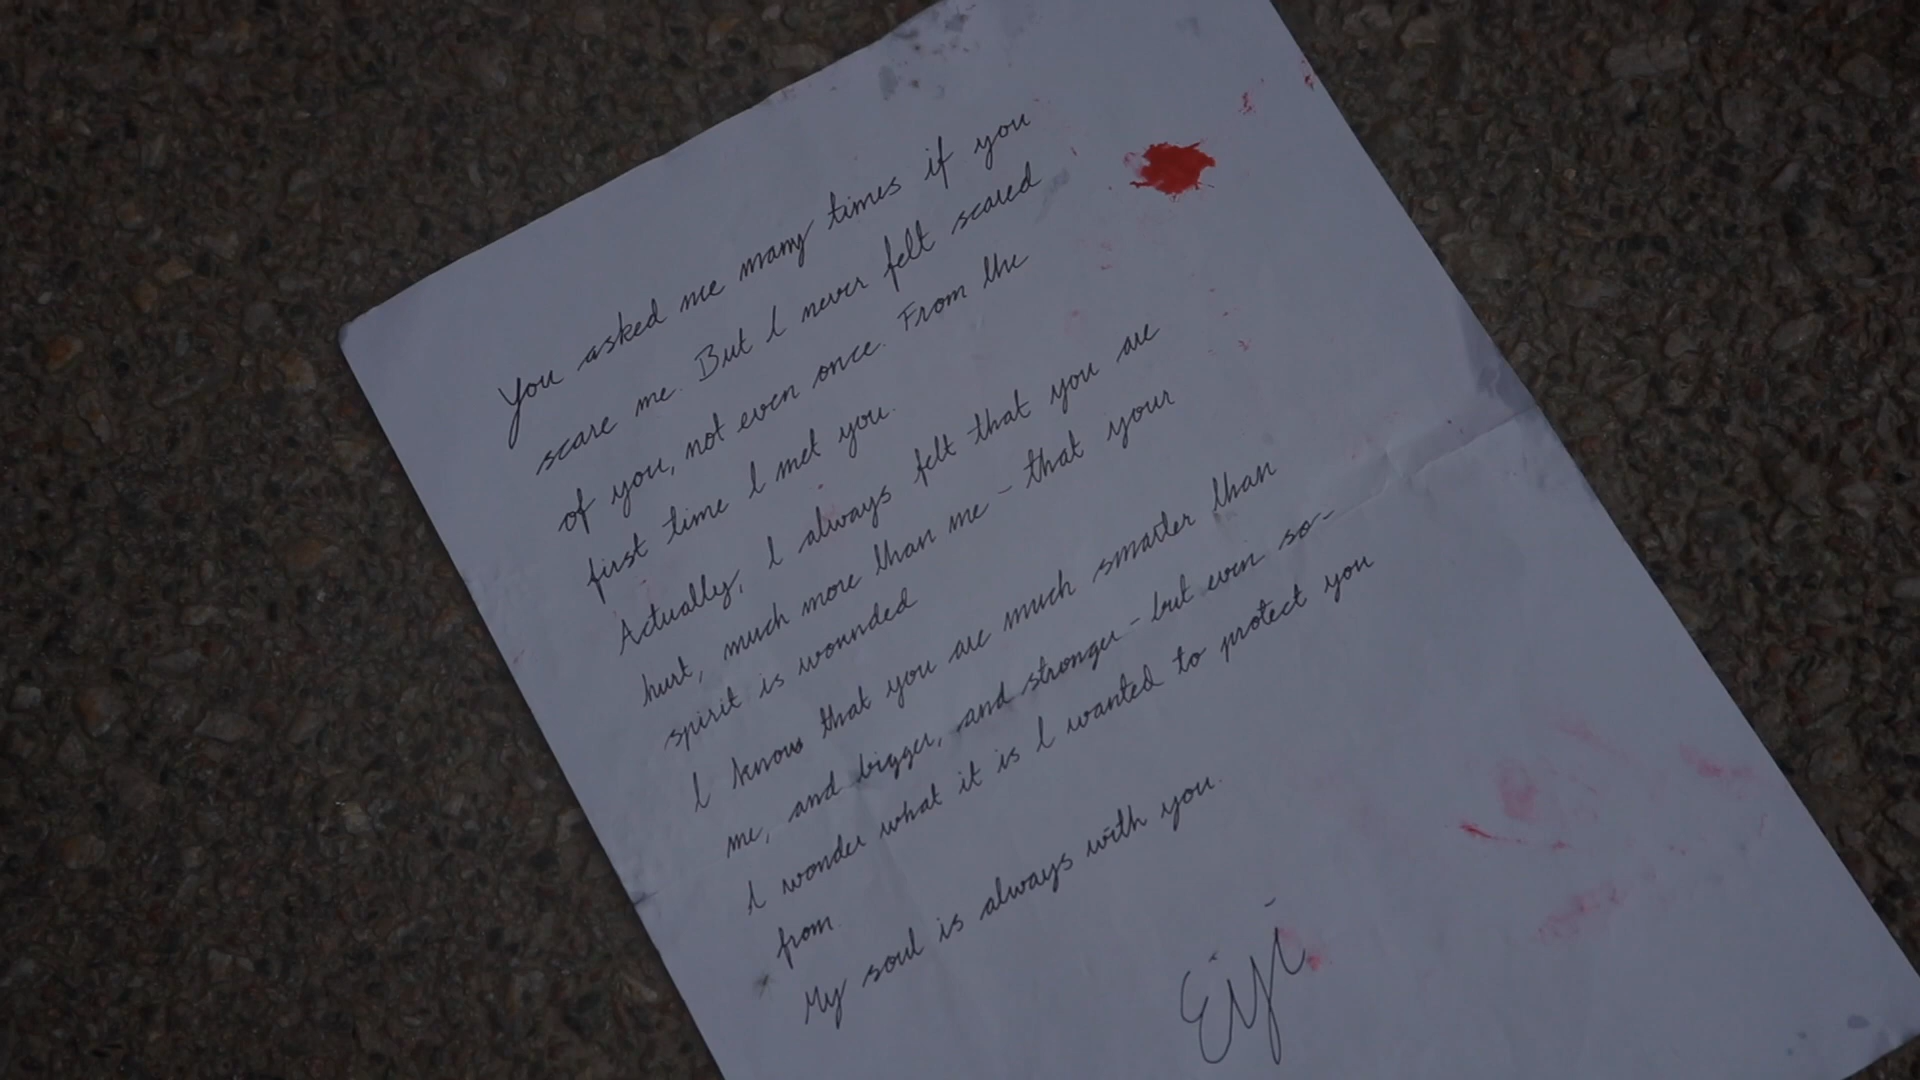 You asked me many times if you
scare me. But I never felt scared
of you, not even once. From the
first time I met you.
Actually, I always felt that you are
hurt, much more than me - that your
spirit is wounded
I know that you are much smarter than
me, and bigger, and stronger - but even so-
I wonder what it is I wanted to protect you
from.
My soul is always with you.
Eiji